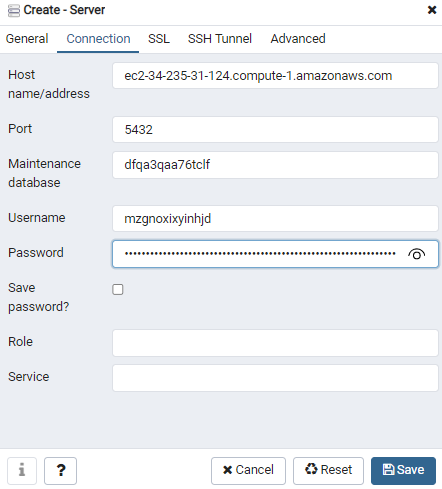 Create - Server
General Connection SSL SSH Tunnel Advanced
Host
name/address
ec2-34-235-31-124.compute-1.amazonaws.com
Port
5432
Maintenance
database
dfqa3qaa76tclf
Username
mzgnoxixyinhjd
Password
Save
password?
Role
Service
i ? Cancel Reset Save